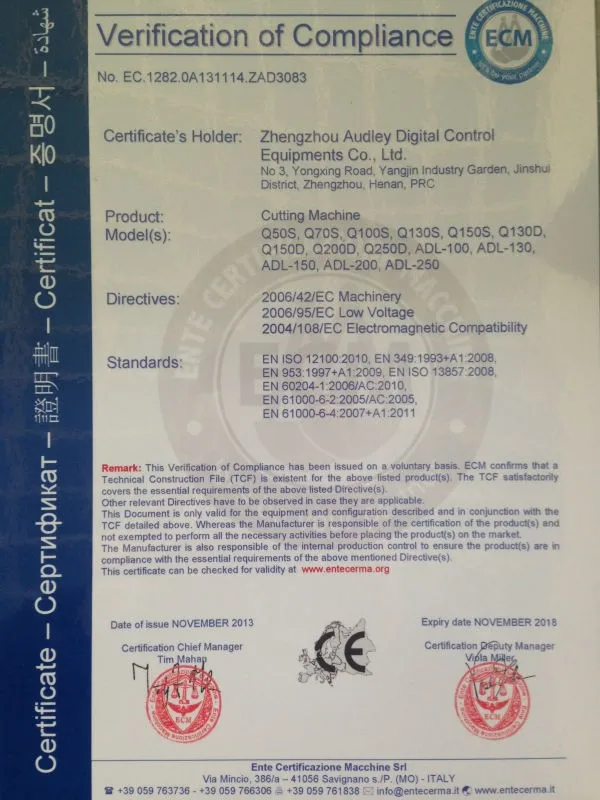 Certificate – Сертификат – 證明書 – Certificat – 증명서 – شهادة
ENTE CERTIFICAZIONE MACCHINE
ECM
Verification of Compliance
No. EC.1282.0A131114.ZAD3083
Certificate's Holder: Zhengzhou Audley Digital Control
Equipments Co., Ltd.
No 3, Yongxing Road, Yangjin Industry Garden, Jinshui
District, Zhengzhou, Henan, PRC
Product: Cutting Machine
Model(s): Q50S, Q70S, Q100S, Q130S, Q150S, Q130D,
Q150D, Q200D, Q250D, ADL-100, ADL-130,
ADL-150, ADL-200, ADL-250
Directives: 2006/42/EC Machinery
2006/95/EC Low Voltage
2004/108/EC Electromagnetic Compatibility
Standards: EN ISO 12100:2010, EN 349:1993+A1:2008,
EN 953:1997+A1:2009, EN ISO 13857:2008,
EN 60204-1:2006/AC:2010,
EN 61000-6-2:2005/AC:2005,
EN 61000-6-4:2007+A1:2011
Remark: This Verification of Compliance has been issued on a voluntary basis. ECM confirms that a
Technical Construction File (TCF) is existent for the above listed product(s). The TCF satisfactorily
covers the essential requirements of the above listed Directive(s).
Other relevant Directives have to be observed in case they are applicable.
This Document is only valid for the equipment and configuration described and in conjunction with the
TCF detailed above. Whereas the Manufacturer is responsible of the certification of the product(s) and
not exempted to perform all the necessary activities before placing the product(s) on the market.
The Manufacturer is also responsible of the internal production control to ensure the product(s) are in
compliance with the essential requirements of the above mentioned Directive(s).
This certificate can be checked for validity at www.entecerma.org
Date of issue NOVEMBER 2013
Expiry date NOVEMBER 2018
Certification Chief Manager
Tim Mahan
Certification Deputy Manager
Viola Miller
CE
ECM
ECM
Ente Certificazione Macchine Srl
Via Mincio, 386/a – 41056 Savignano s./P. (MO) - ITALY
☎ +39 059 763736 - +39 059 766306 +39 059 761838 info@entecerma.it www.entecerma.it